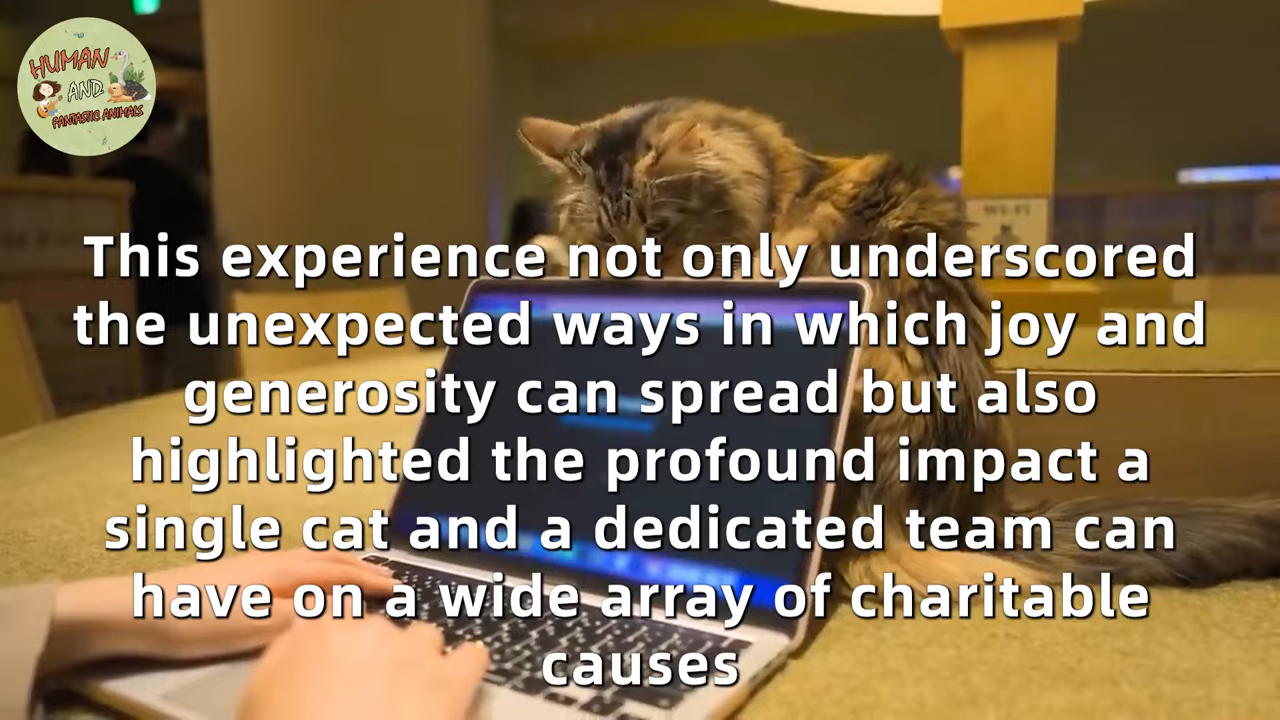 HUMAN
AND
FANTASTIC ANIMALS
Wi-Fi
This experience not only underscored
the unexpected ways in which joy and
generosity can spread but also
highlighted the profound impact a
single cat and a dedicated team can
have on a wide array of charitable
causes